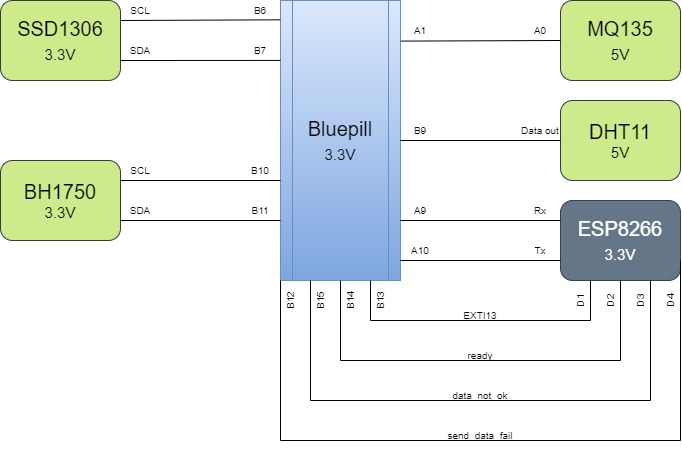 SSD1306
3.3V
SCL
B6
SDA
B7
BH1750
3.3V
SCL
B10
SDA
B11
Bluepill
3.3V
A1
A0
MQ135
5V
B9
Data out
DHT11
5V
A9
Rx
A10
Tx
ESP8266
3.3V
B12
B15
B14
B13
D1
D2
D3
D4
EXTI13
ready
data_not_ok
send_data_fail